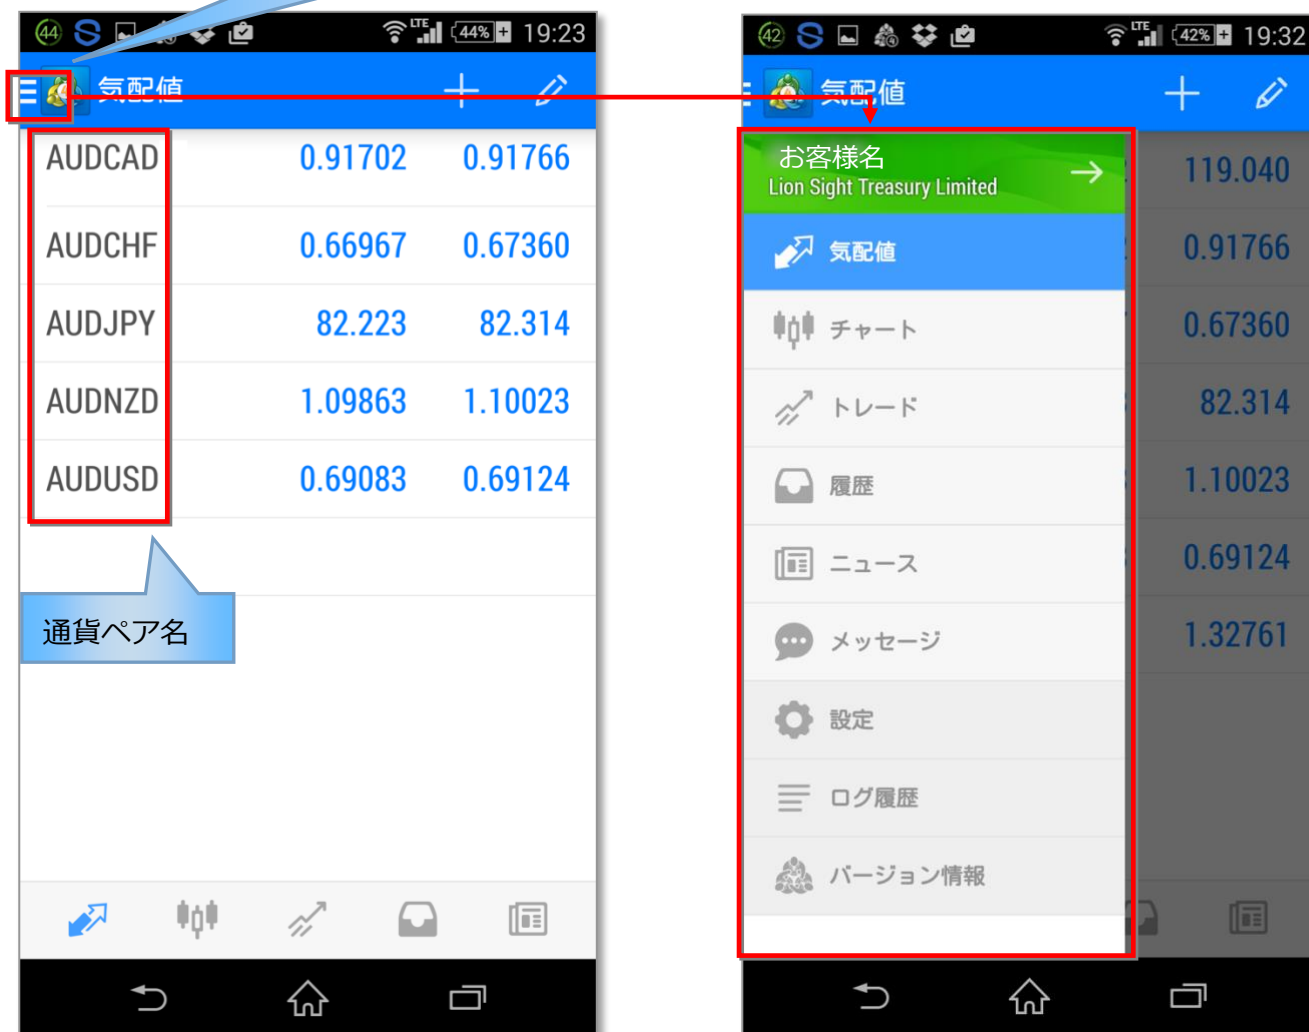 44 LTE 44% 19:23
気配値
AUDCAD 0.91702 0.91766
AUDCHF 0.66967 0.67360
AUDJPY 82.223 82.314
AUDNZD 1.09863 1.10023
AUDUSD 0.69083 0.69124
通貨ペア名
42 LTE 42% 19:32
気配値
お客様名
Lion Sight Treasury Limited
気配値
チャート
トレード
履歴
ニュース
メッセージ
設定
ログ履歴
バージョン情報
119.040
0.91766
0.67360
82.314
1.10023
0.69124
1.32761